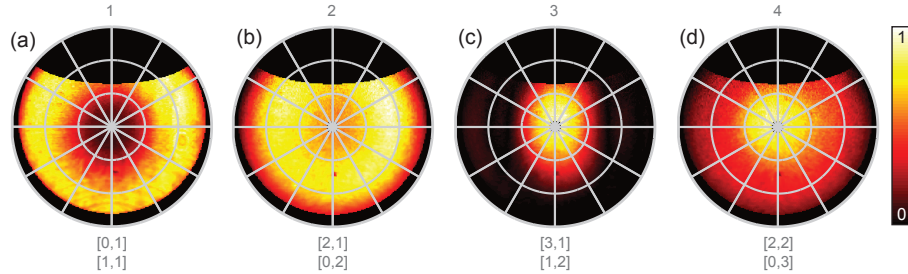 1 2 3 4
(a) (b) (c) (d)
1
0
[0,1] [2,1] [3,1] [2,2]
[1,1] [0,2] [1,2] [0,3]